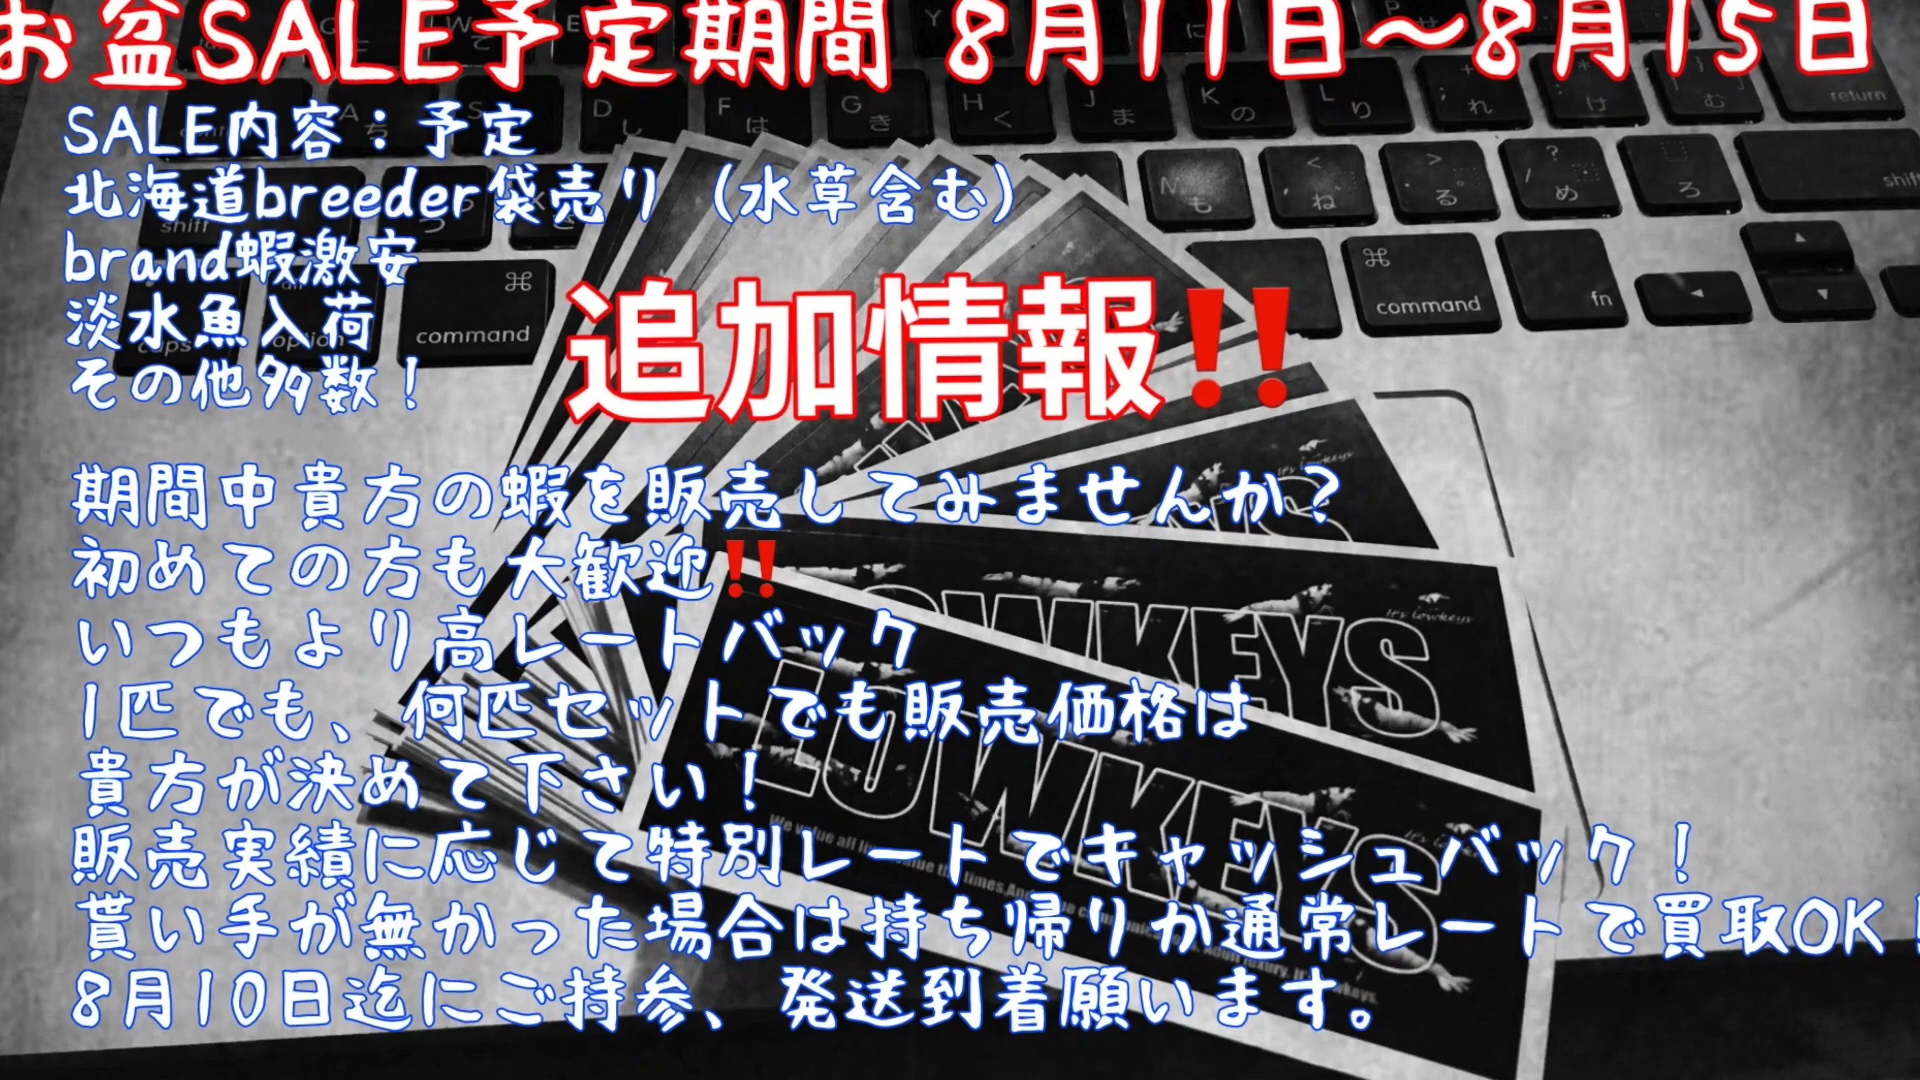 お盆SALE予定期間 8月11日〜8月15日
SALE内容：予定
北海道breeder袋売り（水草含む）
brand蝦激安
淡水魚入荷
その他多数！
追加情報‼
期間中貴方の蝦を販売してみませんか？
初めての方も大歓迎‼
いつもより高レートバック
1匹でも、何匹セットでも販売価格は
貴方が決めて下さい！
販売実績に応じて特別レートでキャッシュバック！
貰い手が無かった場合は持ち帰りか通常レートで買取OK！
8月10日迄にご持参、発送到着願います。
command
command
fn
return
shift
option
LOWKEYS
It's lowkeys
LOWKEYS